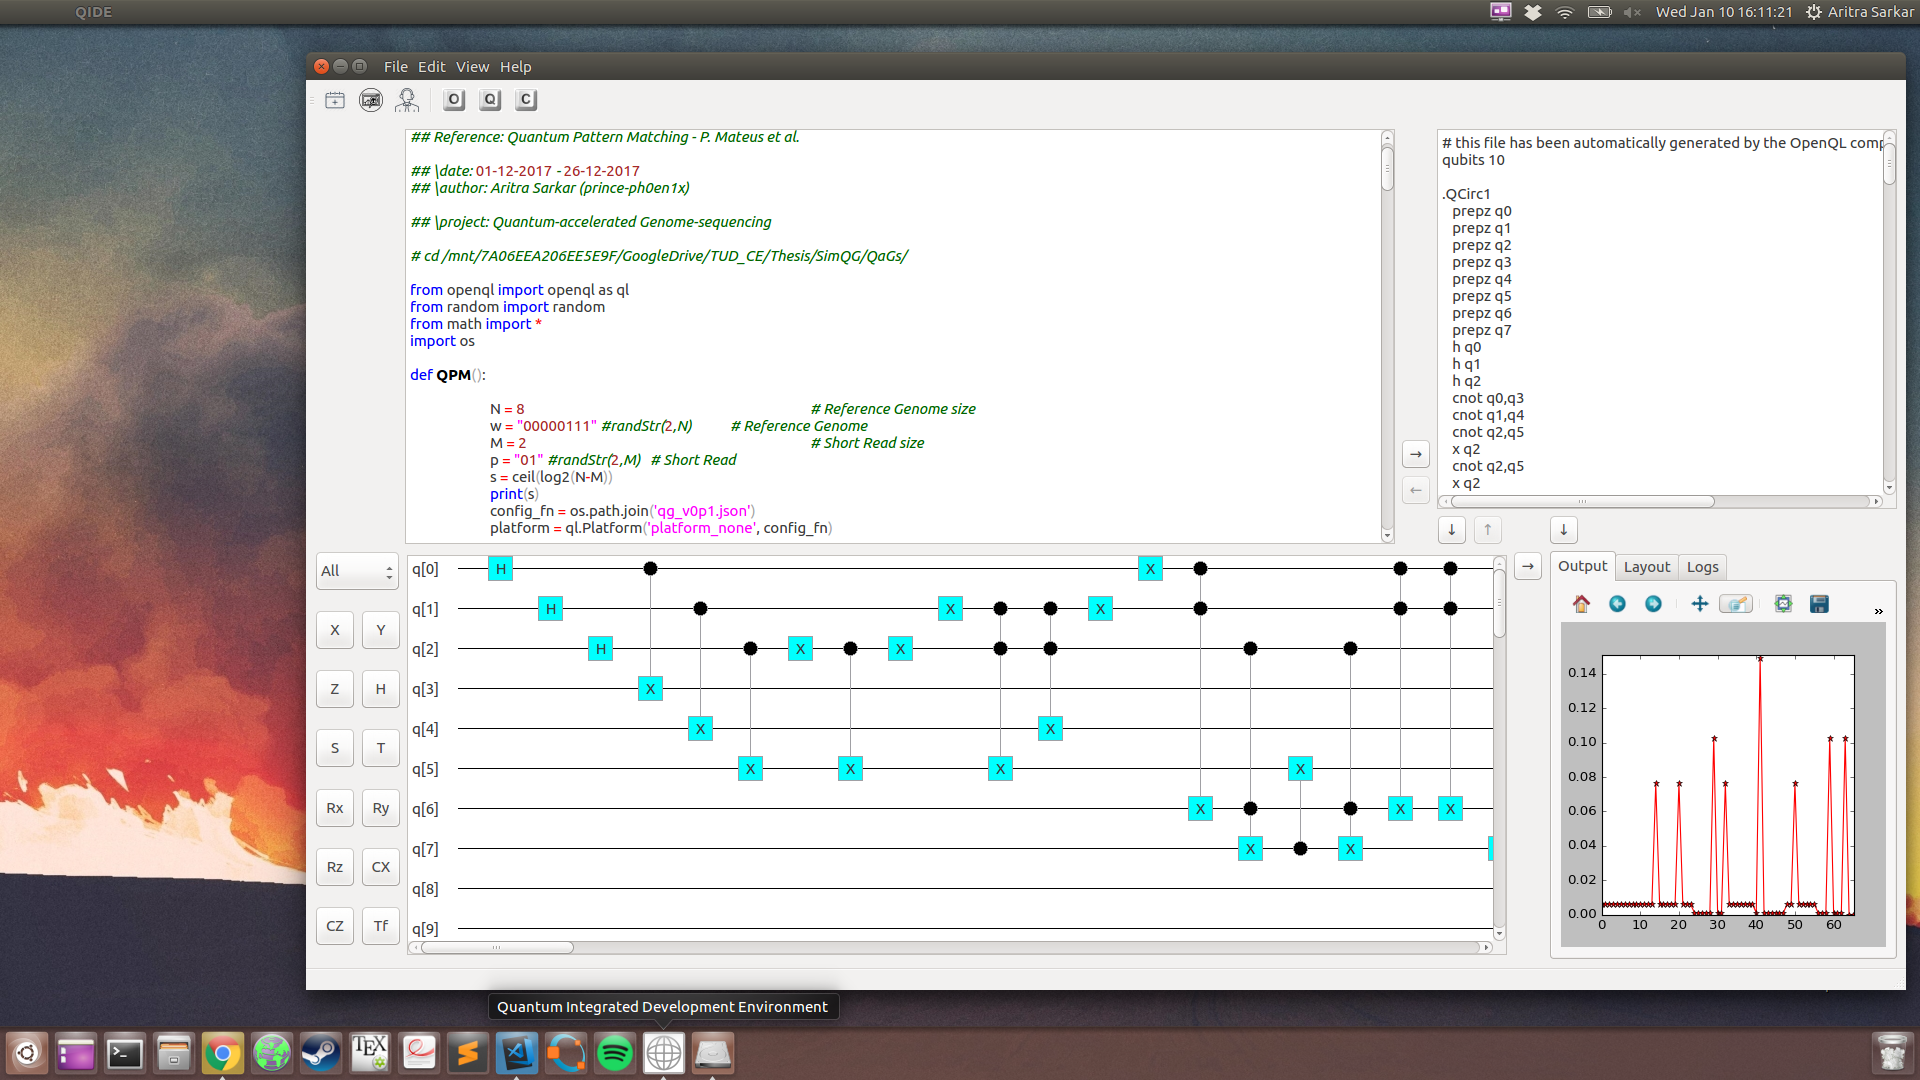 QIDE
Wed Jan 10 16:11:21
Aritra Sarkar
File Edit View Help
O Q C
## Reference: Quantum Pattern Matching - P. Mateus et al.
## \date: 01-12-2017 - 26-12-2017
## \author: Aritra Sarkar (prince-ph0en1x)
## \project: Quantum-accelerated Genome-sequencing
# cd /mnt/7A06EEA206EE5E9F/GoogleDrive/TUD_CE/Thesis/SimQG/QaGs/
from openql import openql as ql
from random import random
from math import *
import os
def QPM():
N = 8 # Reference Genome size
w = "00000111" #randStr(2,N) # Reference Genome
M = 2 # Short Read size
p = "01" #randStr(2,M) # Short Read
s = ceil(log2(N-M))
print(s)
config_fn = os.path.join('qg_v0p1.json')
platform = ql.Platform('platform_none', config_fn)
→
←
# this file has been automatically generated by the OpenQL comp
qubits 10
.QCirc1
prepz q0
prepz q1
prepz q2
prepz q3
prepz q4
prepz q5
prepz q6
prepz q7
h q0
h q1
h q2
cnot q0,q3
cnot q1,q4
cnot q2,q5
x q2
cnot q2,q5
x q2
↓ ↑ ↓
All
X Y
Z H
S T
Rx Ry
Rz CX
CZ Tf
q[0] H X
q[1] H X X
q[2] H X X
q[3] X
q[4] X X
q[5] X X X X
q[6] X X X
q[7] X X
q[8]
q[9]
→
Output Layout Logs
»
0.14
0.12
0.10
0.08
0.06
0.04
0.02
0.00
0 10 20 30 40 50 60
Quantum Integrated Development Environment
TEX